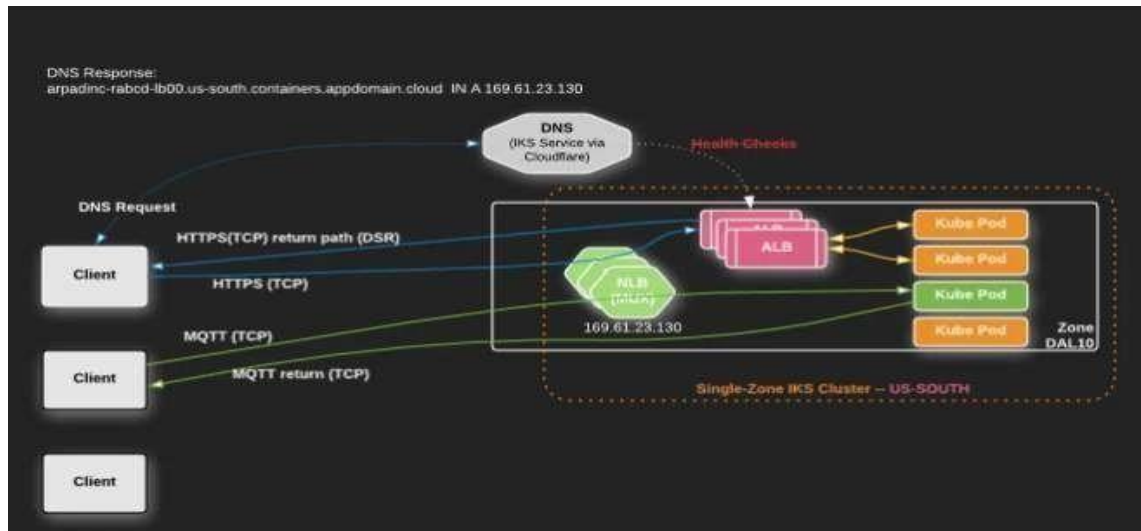 DNS Response:
arpadinc-rabcd-lb00.us-south.containers.appdomain.cloud IN A 169.61.23.130
DNS
(IKS Service via
Cloudflare)
Health Checks
DNS Request
HTTPS(TCP) return path (DSR)
Client
HTTPS (TCP)
ALB
ALB
Kube Pod
Kube Pod
NLB
(MUX)
Kube Pod
169.61.23.130
Kube Pod
Zone
DAL10
MQTT (TCP)
Client
MQTT return (TCP)
Single-Zone IKS Cluster -- US-SOUTH
Client